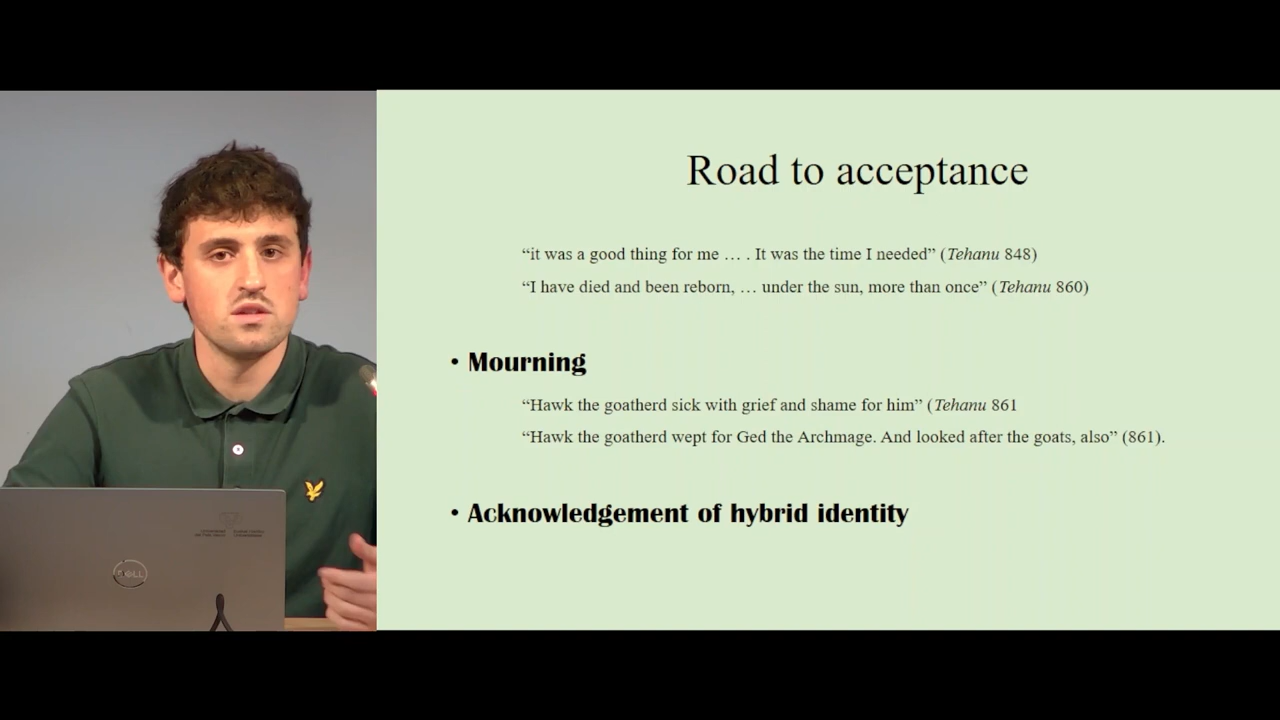 Road to acceptance
“it was a good thing for me … . It was the time I needed” (Tehanu 848)
“I have died and been reborn, … under the sun, more than once” (Tehanu 860)
• Mourning
“Hawk the goatherd sick with grief and shame for him” (Tehanu 861
“Hawk the goatherd wept for Ged the Archmage. And looked after the goats, also” (861).
• Acknowledgement of hybrid identity
DELL